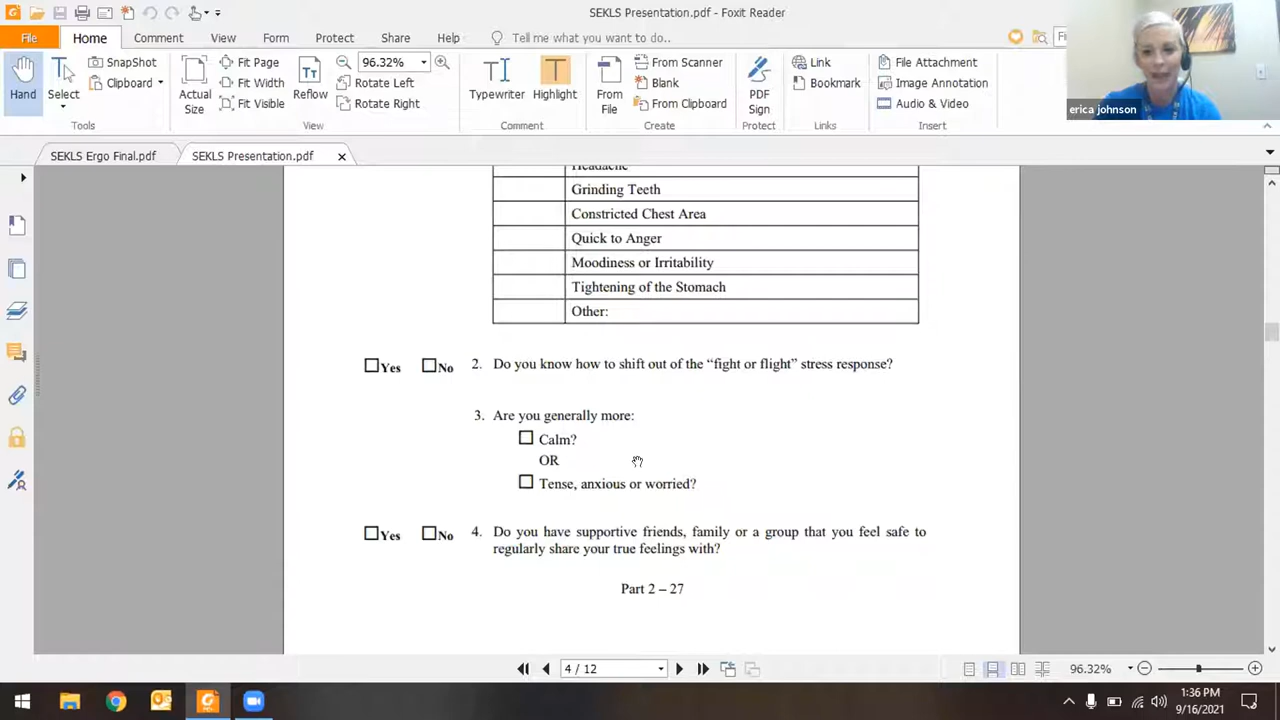 SEKLS Presentation.pdf - Foxit Reader
File Home Comment View Form Protect Share Help Tell me what you want to do.. Fi
Hand
Select
SnapShot
Clipboard
Tools
Actual
Size
Fit Page
Fit Width
Fit Visible
Reflow
96.32%
Rotate Left
Rotate Right
View
Typewriter
Highlight
Comment
From
File
From Scanner
Blank
From Clipboard
Create
PDF
Sign
Protect
Link
Bookmark
Links
File Attachment
Image Annotation
Audio & Video
Insert
erica johnson
SEKLS Ergo Final.pdf SEKLS Presentation.pdf
Headache
Grinding Teeth
Constricted Chest Area
Quick to Anger
Moodiness or Irritability
Tightening of the Stomach
Other:
Yes No 2. Do you know how to shift out of the “fight or flight” stress response?
3. Are you generally more:
Calm?
OR
Tense, anxious or worried?
Yes No 4. Do you have supportive friends, family or a group that you feel safe to
regularly share your true feelings with?
Part 2 – 27
4 / 12
96.32%
1:36 PM
9/16/2021